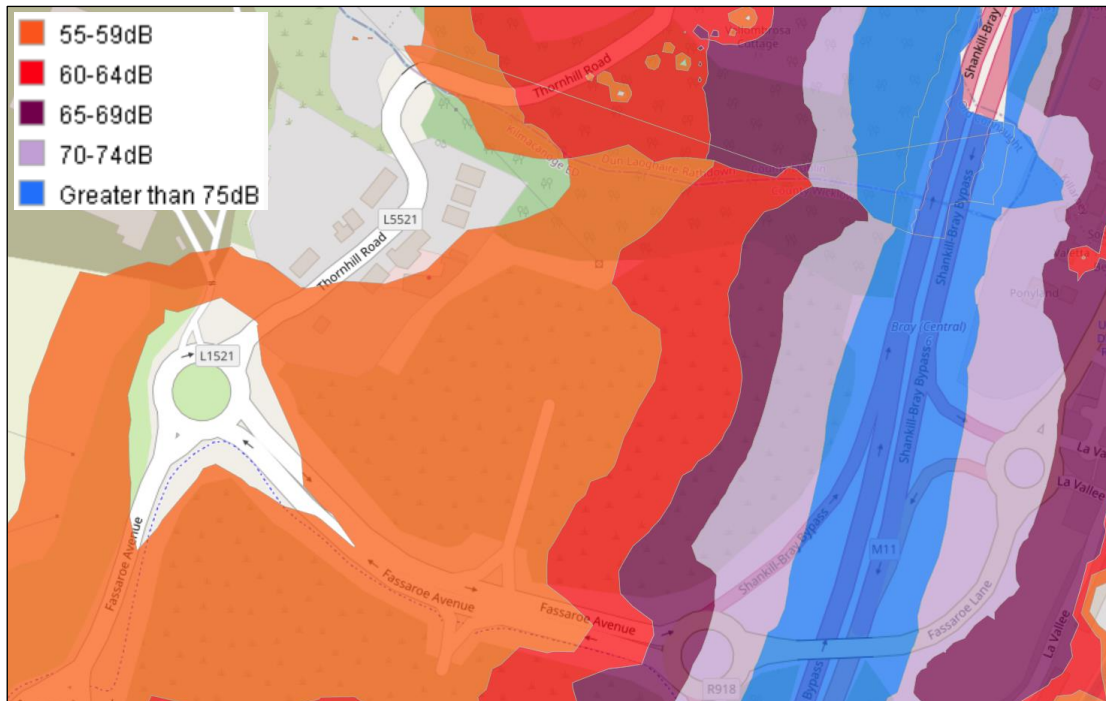 55-59dB
60-64dB
65-69dB
70-74dB
Greater than 75dB
Thornhill Road
Shankill-Bray
Cottage
L5521
Thornhill Road
Shankill-Bray Bypass
Ponyland
Bray (Central)
L1521
Shankill-Bray Bypass
La Va
La Vallee
Shankill-Bray Bypass
M11
Fassaroe Avenue
Fassaroe Avenue
Fassaroe Avenue
Fassaroe Lane
La Vallee
Bypass
R918